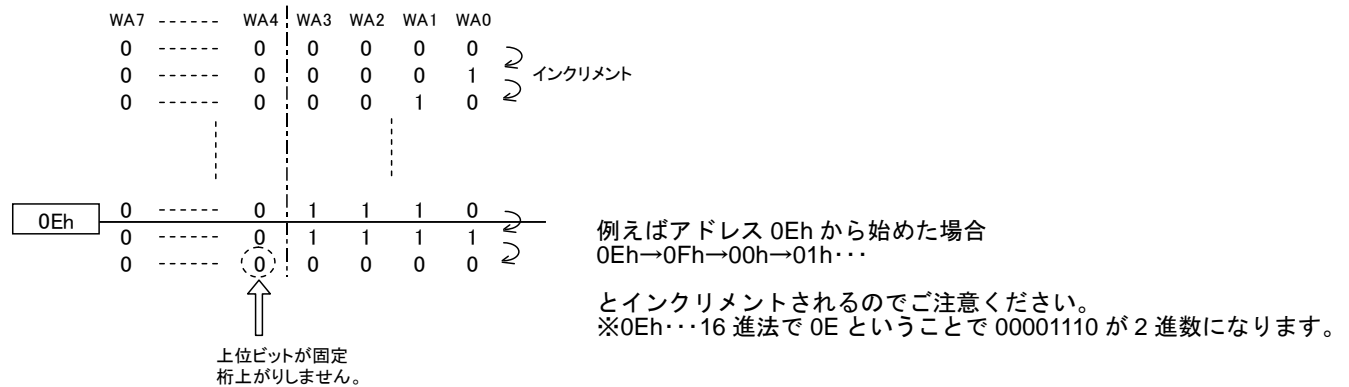 WA7 ------ WA4 WA3 WA2 WA1 WA0
0 ------ 0 0 0 0 0
0 ------ 0 0 0 0 1
インクリメント
0 ------ 0 0 0 1 0
0Eh
0 ------ 0 1 1 1 0
0 ------ 0 1 1 1 1
0 ------ 0 0 0 0 0
上位ビットが固定
桁上がりしません。
例えばアドレス 0Eh から始めた場合
0Eh→0Fh→00h→01h･･･
とインクリメントされるのでご注意ください。
※0Eh･･･16 進法で 0E ということで 00001110 が 2 進数になります。